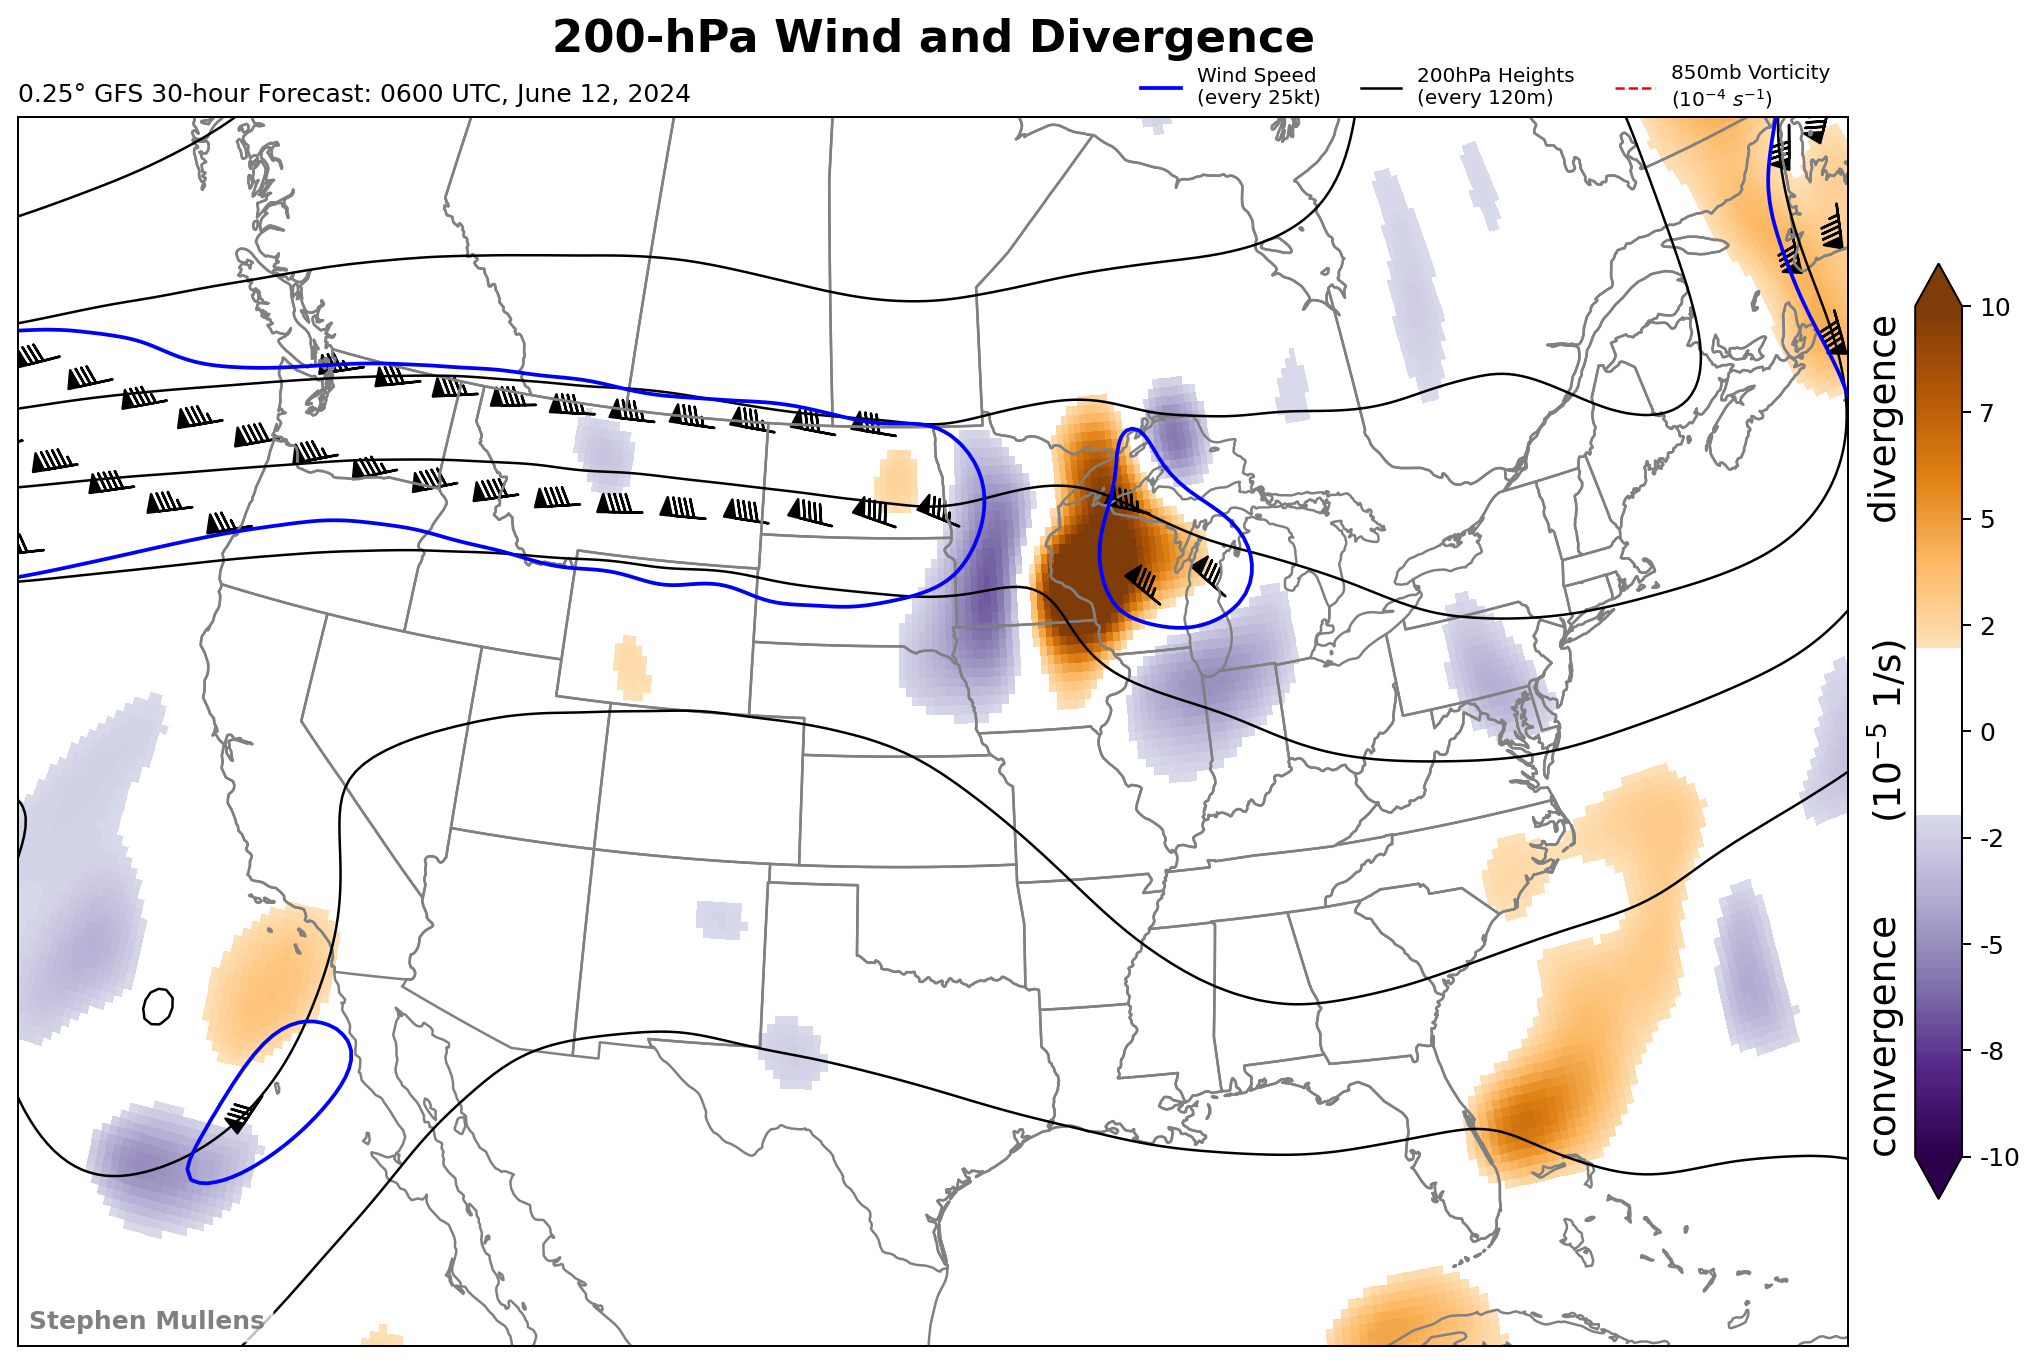 200-hPa Wind and Divergence
0.25° GFS 30-hour Forecast: 0600 UTC, June 12, 2024
Wind Speed
(every 25kt)
200hPa Heights
(every 120m)
850mb Vorticity
(10⁻⁴ s⁻¹)
10
7
5
2
0
-2
-5
-8
-10
convergence (10⁻⁵ 1/s) divergence
Stephen Mullens